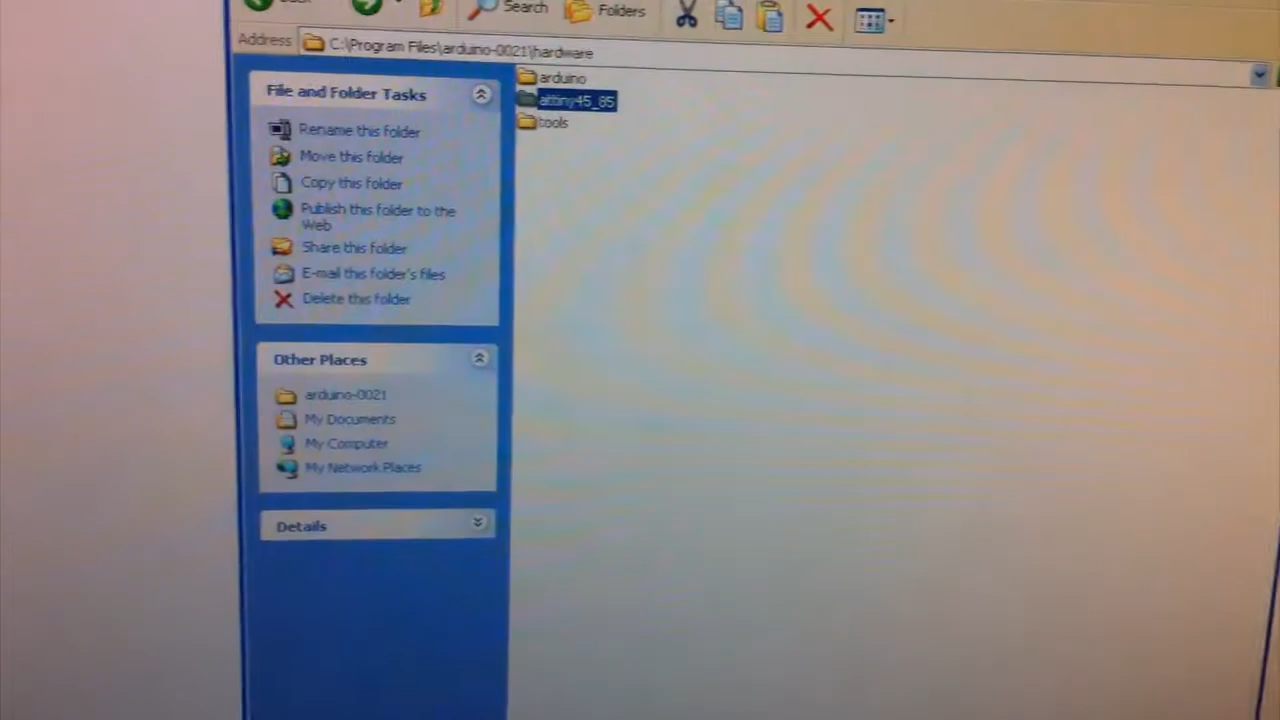 Search
Folders
Address
C:\Program Files\arduino-0021\hardware
File and Folder Tasks
Rename this folder
Move this folder
Copy this folder
Publish this folder to the
Web
Share this folder
E-mail this folder's files
Delete this folder
Other Places
arduino-0021
My Documents
My Computer
My Network Places
Details
arduino
attiny45_85
tools